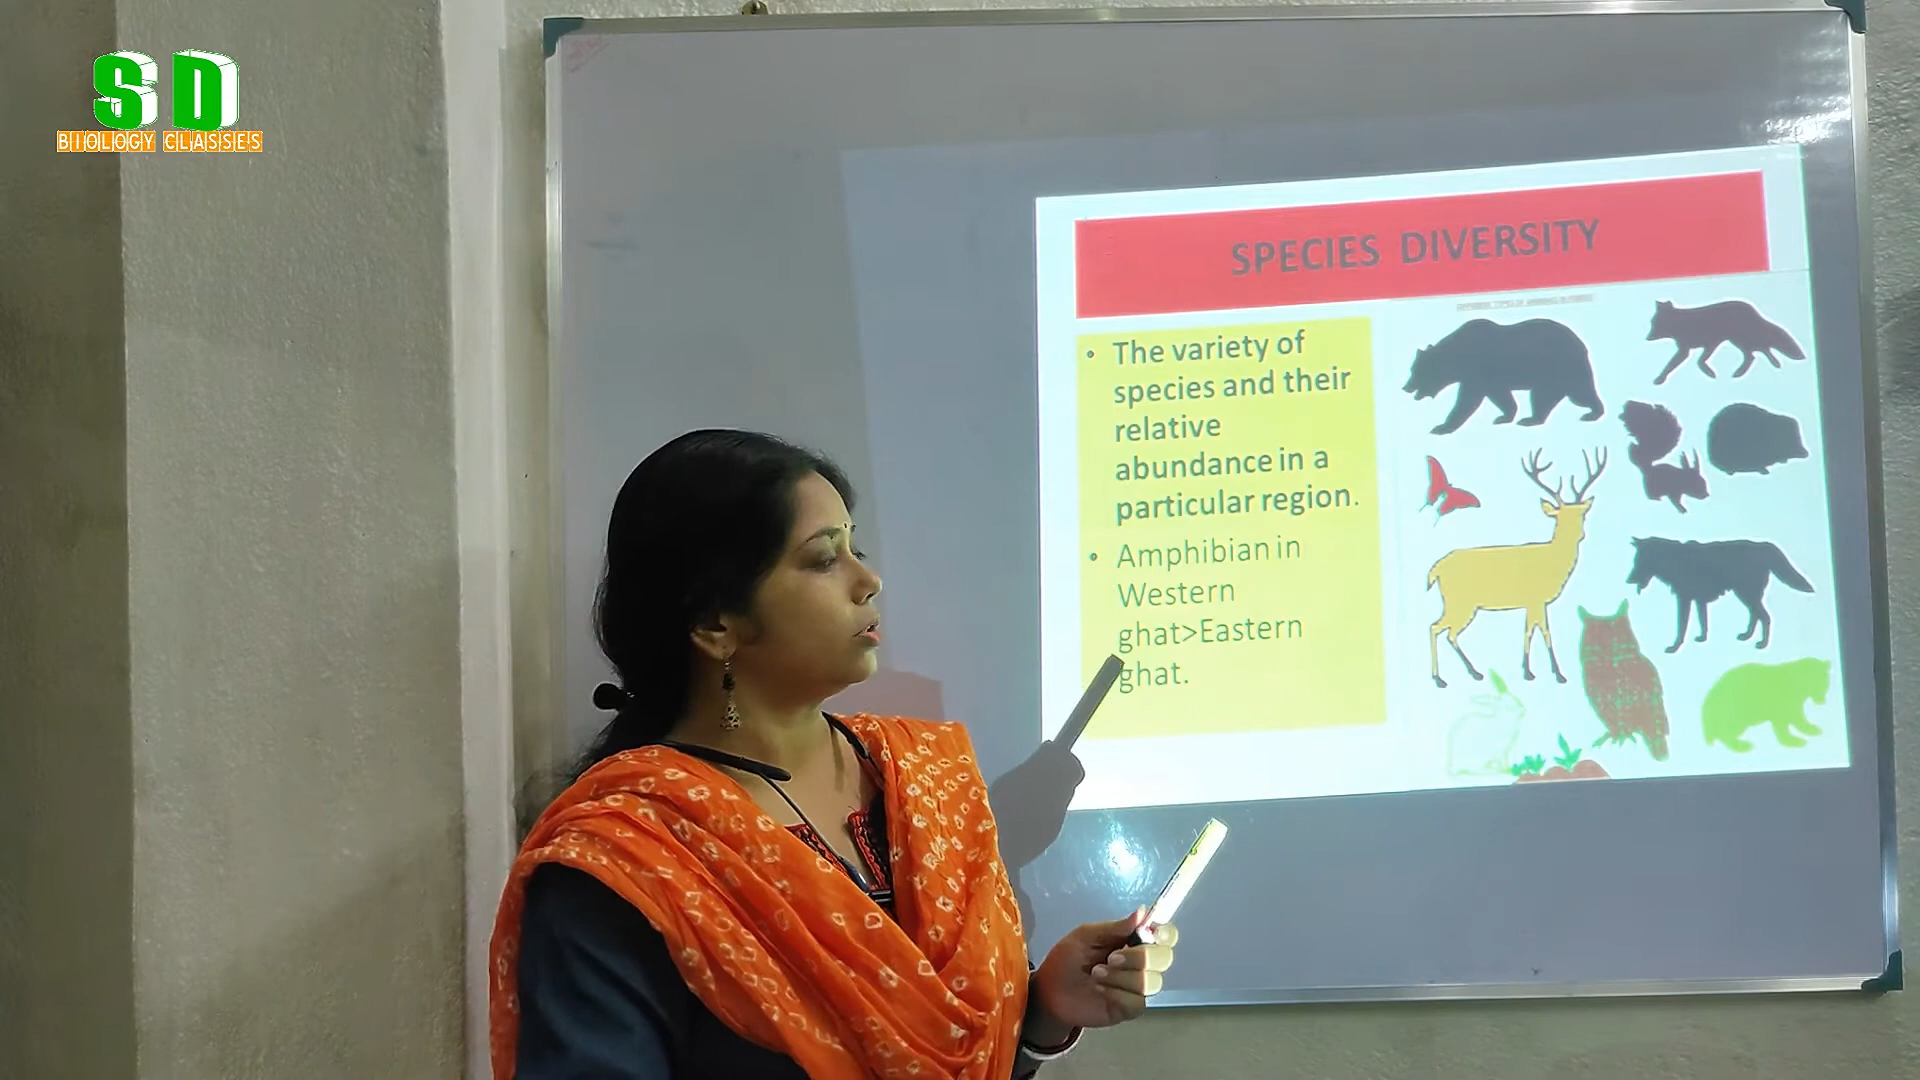 SD
BIOLOGY CLASSES
SPECIES DIVERSITY
• The variety of
species and their
relative
abundance in a
particular region.
• Amphibian in
Western
ghat>Eastern
ghat.